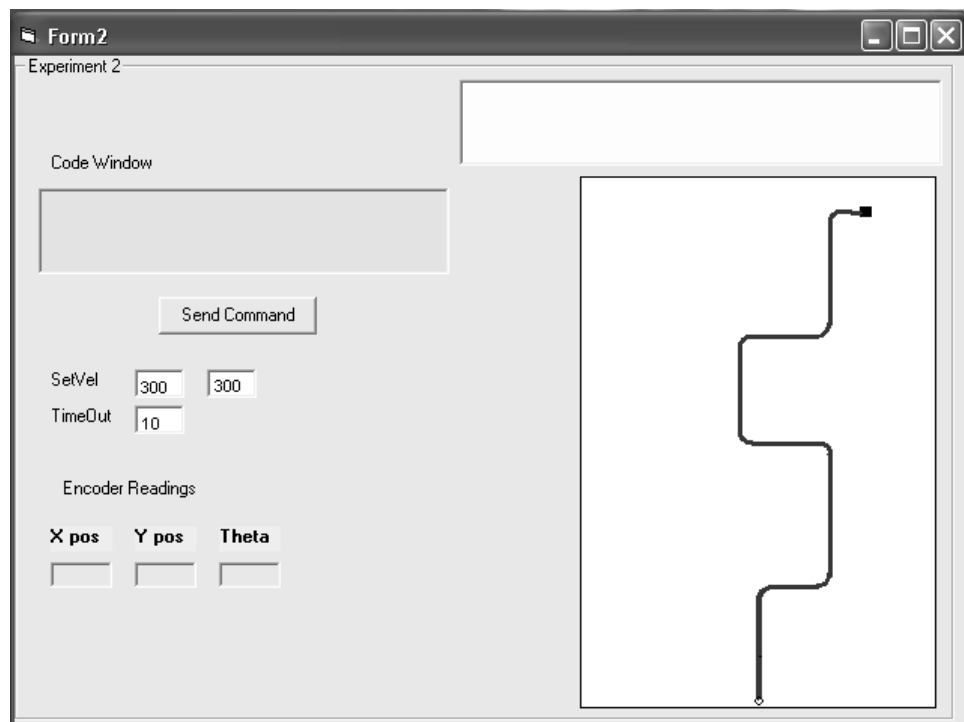 Form2
Experiment 2
Code Window
Send Command
SetVel 300 300
TimeOut 10
Encoder Readings
X pos Y pos Theta